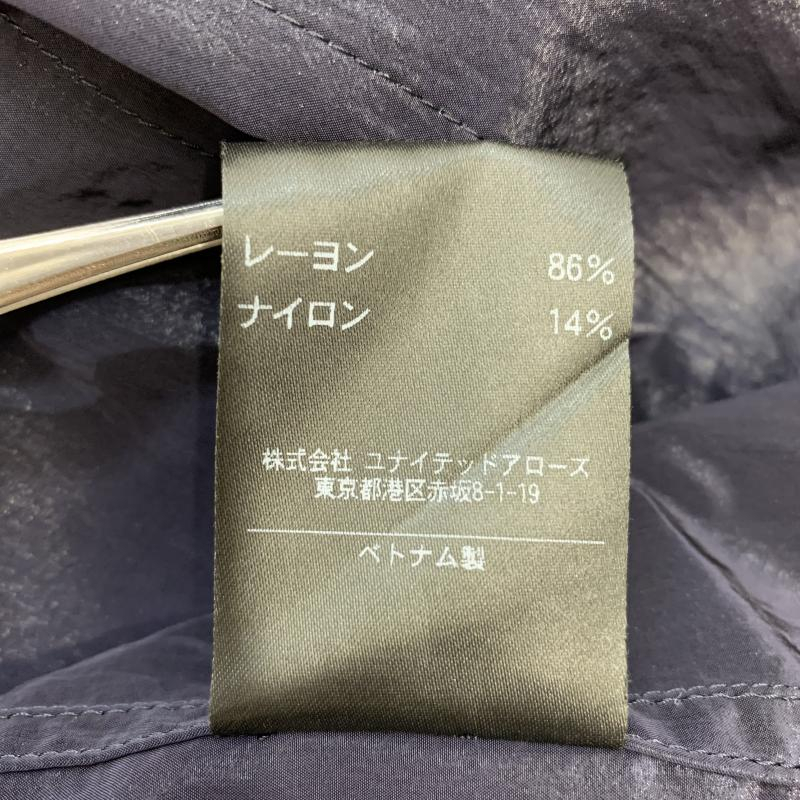 レーヨン 86%
ナイロン 14%
株式会社 ユナイテッドアローズ
東京都港区赤坂8-1-19
ベトナム製